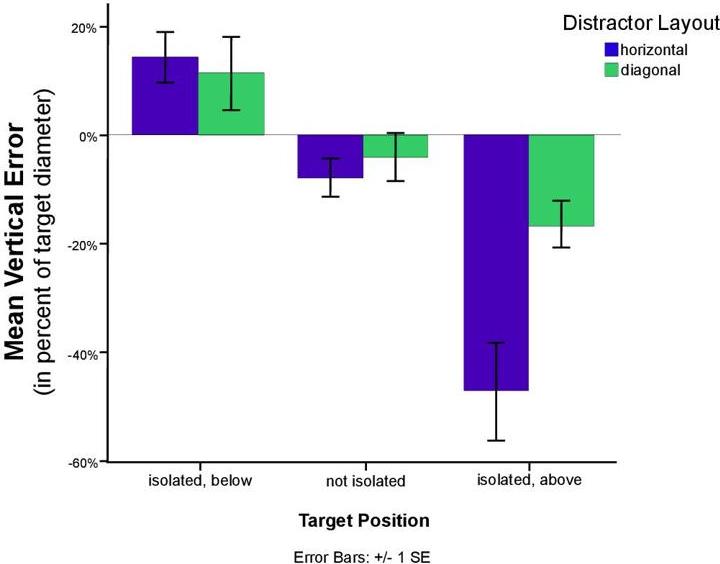 Distractor Layout
horizontal
diagonal
Mean Vertical Error
(in percent of target diameter)
20%
0%
-20%
-40%
-60%
isolated, below
not isolated
isolated, above
Target Position
Error Bars: +/- 1 SE